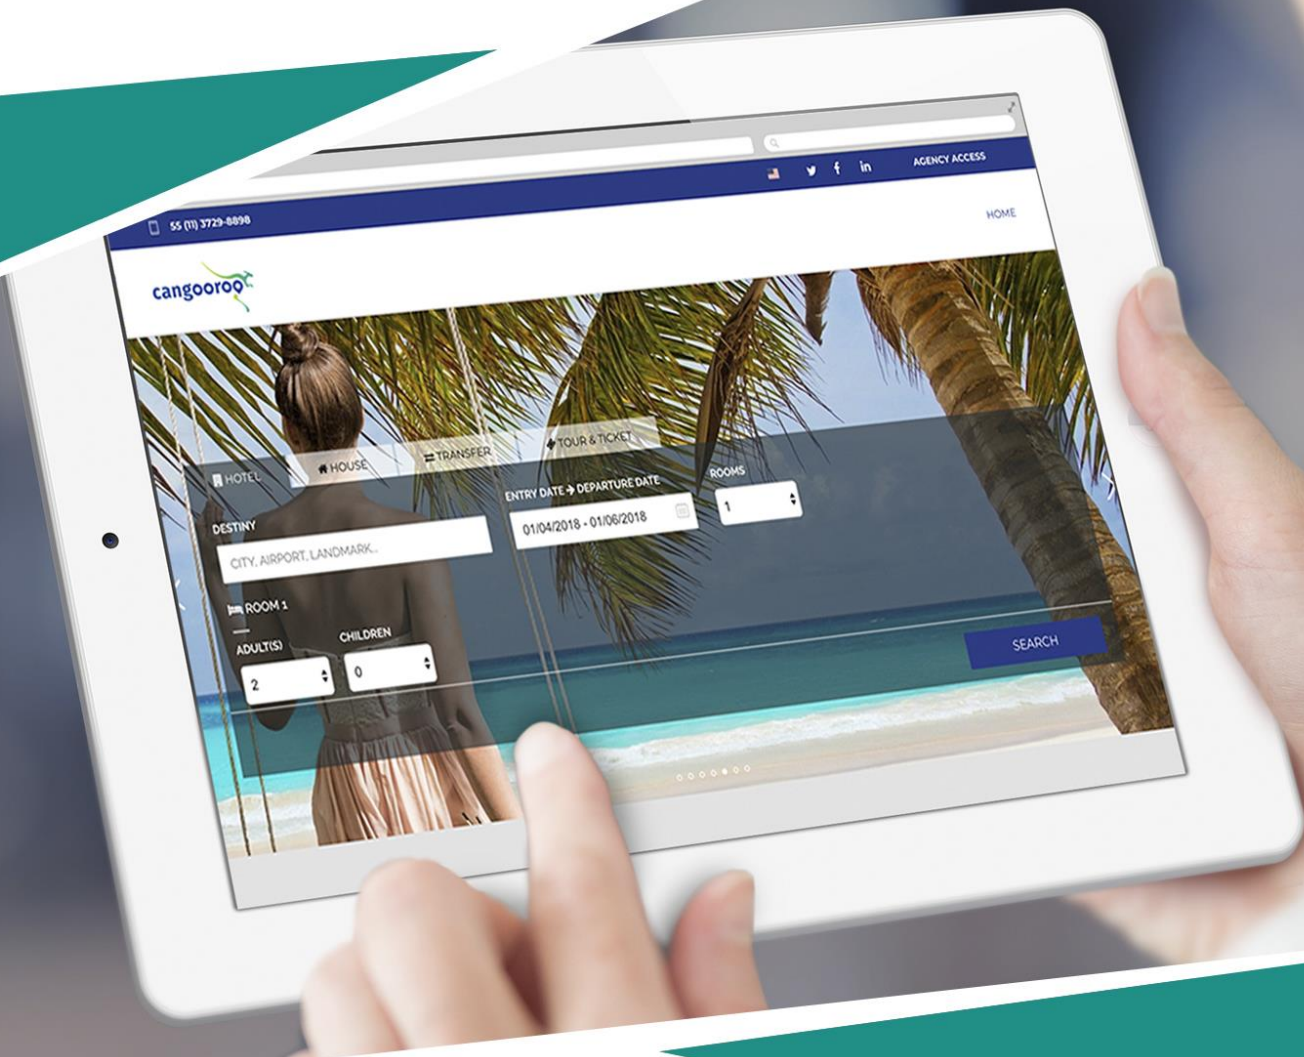 55 (11) 3729-8898
AGENCY ACCESS
HOME
cangooroo
HOTEL
HOUSE
TRANSFER
TOUR & TICKET
DESTINY
ENTRY DATE → DEPARTURE DATE
ROOMS
CITY, AIRPORT, LANDMARK...
01/04/2018 - 01/06/2018
1
ROOM 1
ADULT(S)
CHILDREN
2
0
SEARCH